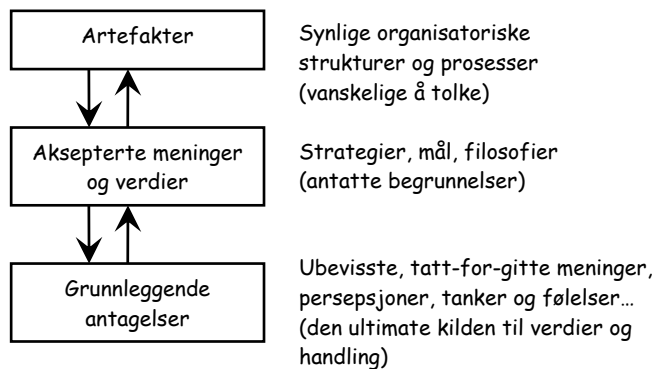 Artefakter
Synlige organisatoriske
strukturer og prosesser
(vanskelige å tolke)
Aksepterte meninger
og verdier
Strategier, mål, filosofier
(antatte begrunnelser)
Grunnleggende
antagelser
Ubevisste, tatt-for-gitte meninger,
persepsjoner, tanker og følelser…
(den ultimate kilden til verdier og
handling)